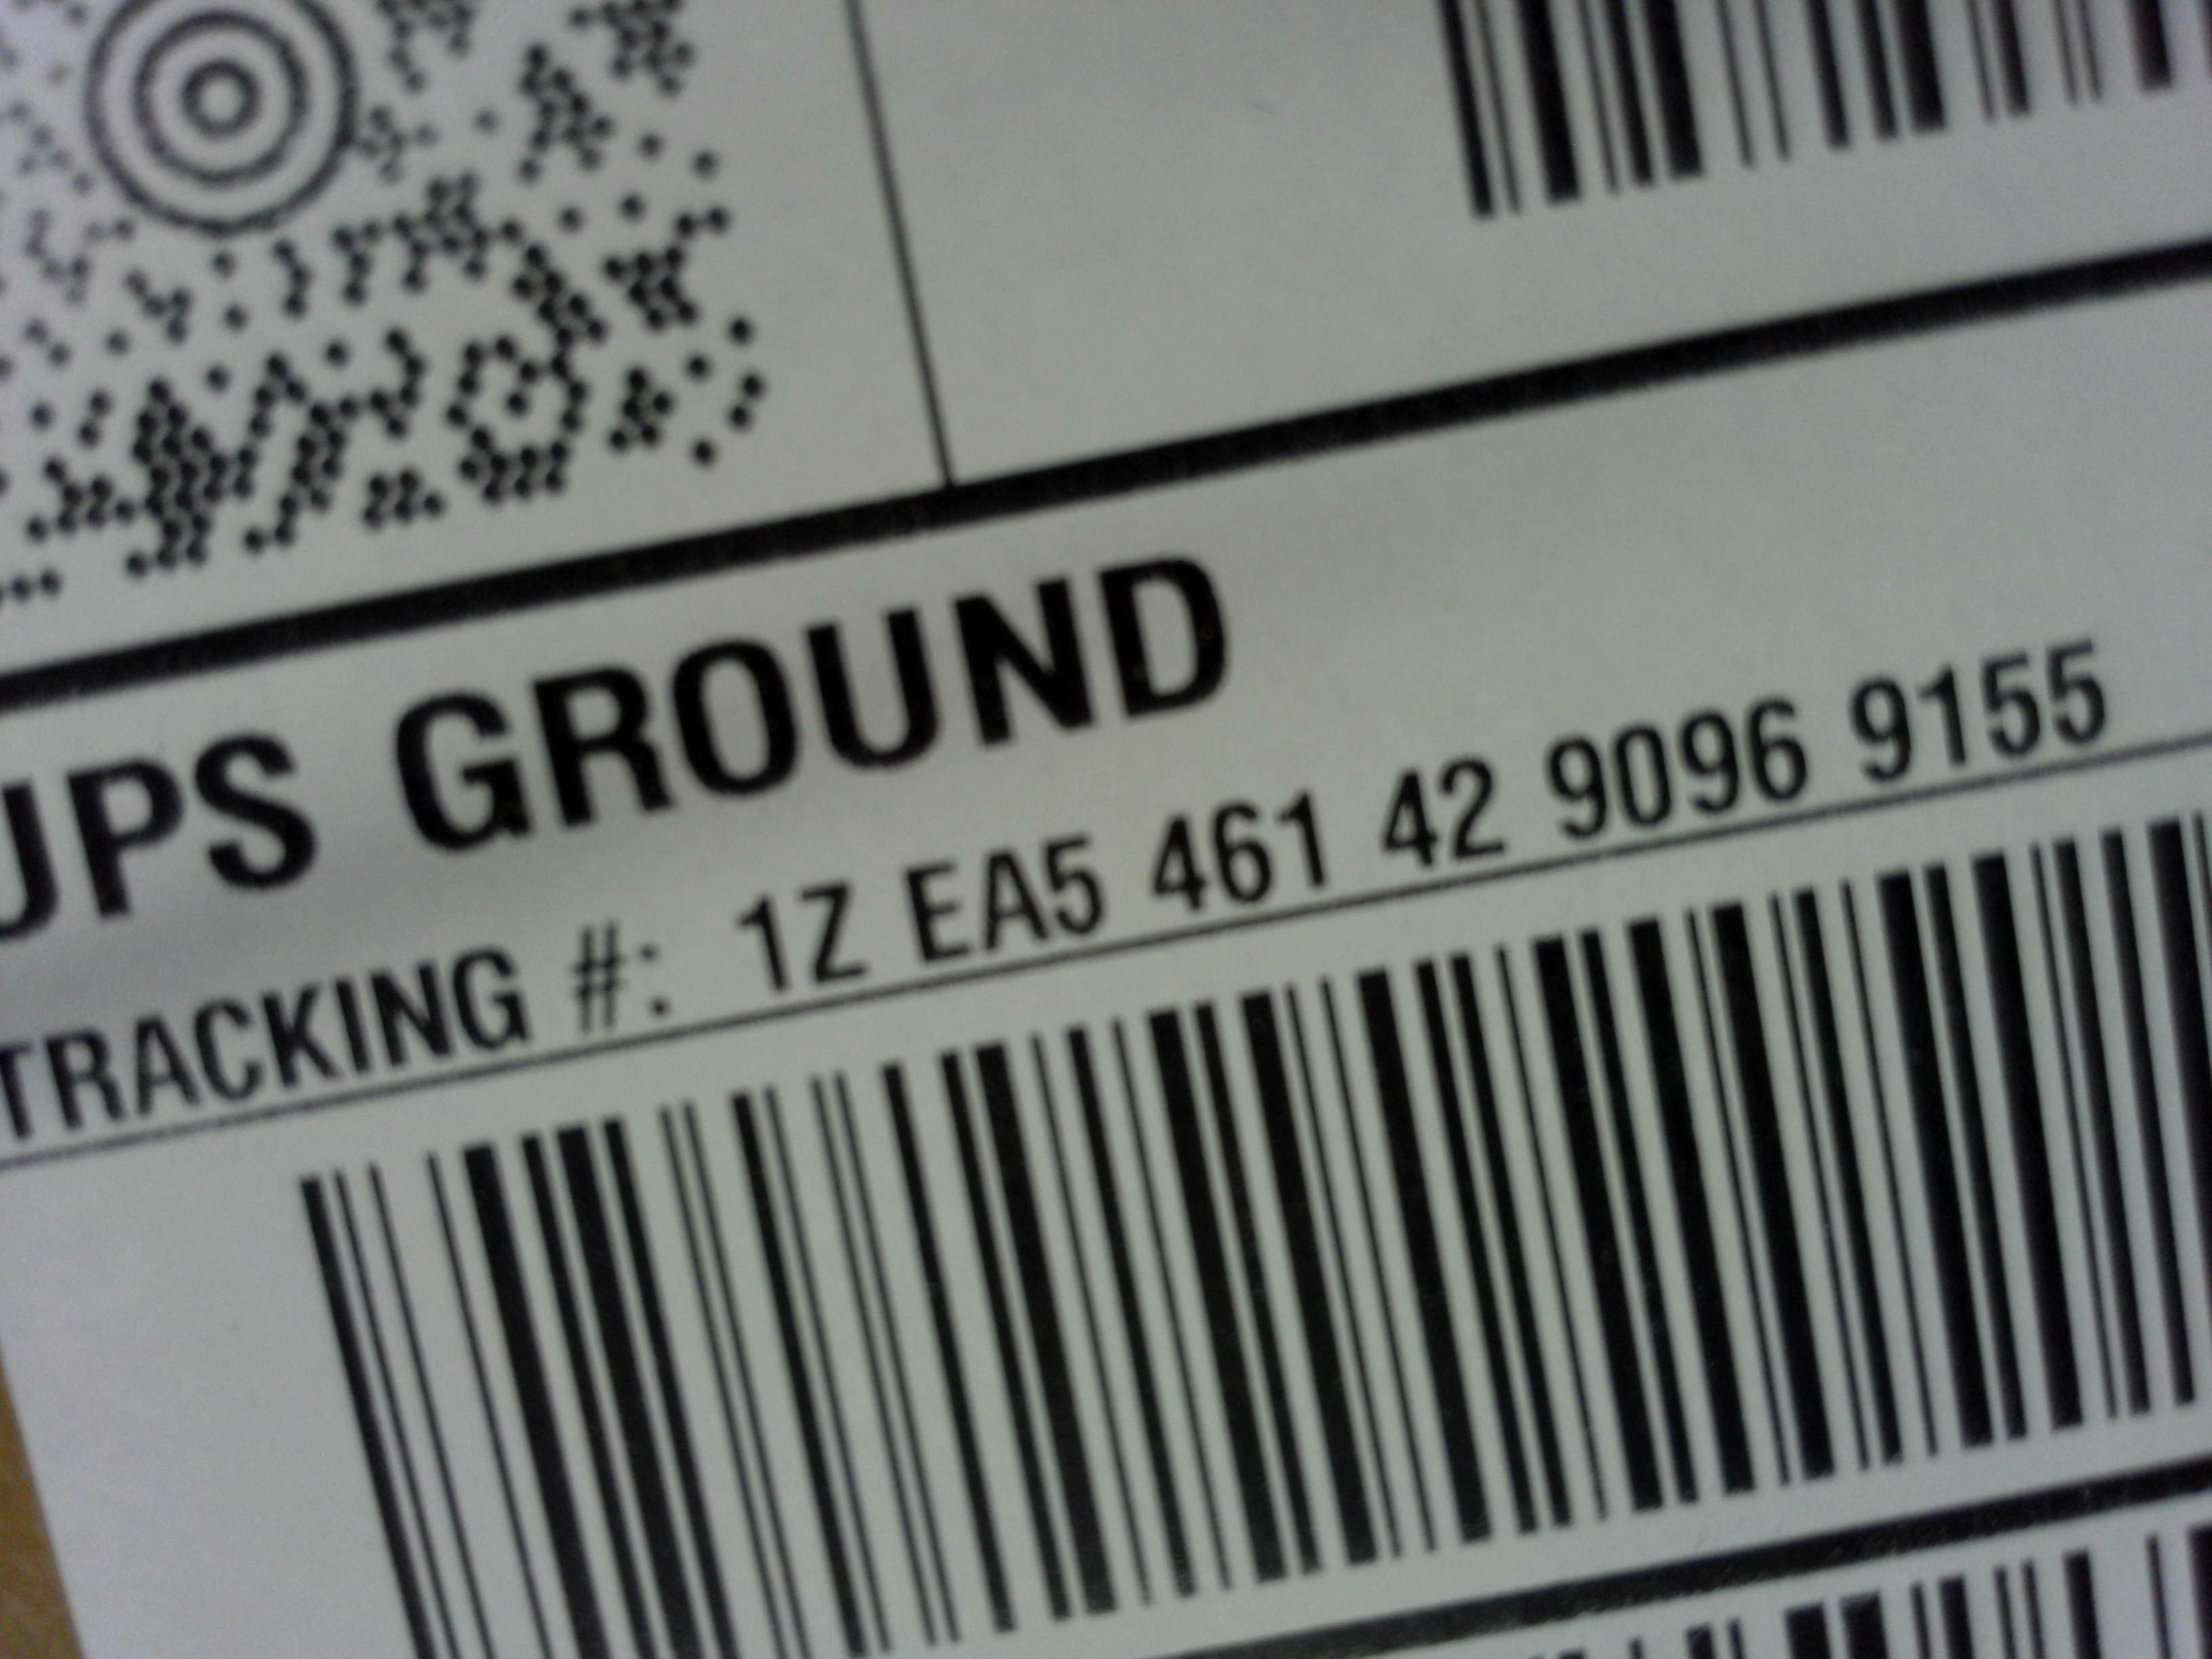 UPS GROUND
TRACKING #: 1Z EA5 461 42 9096 9155